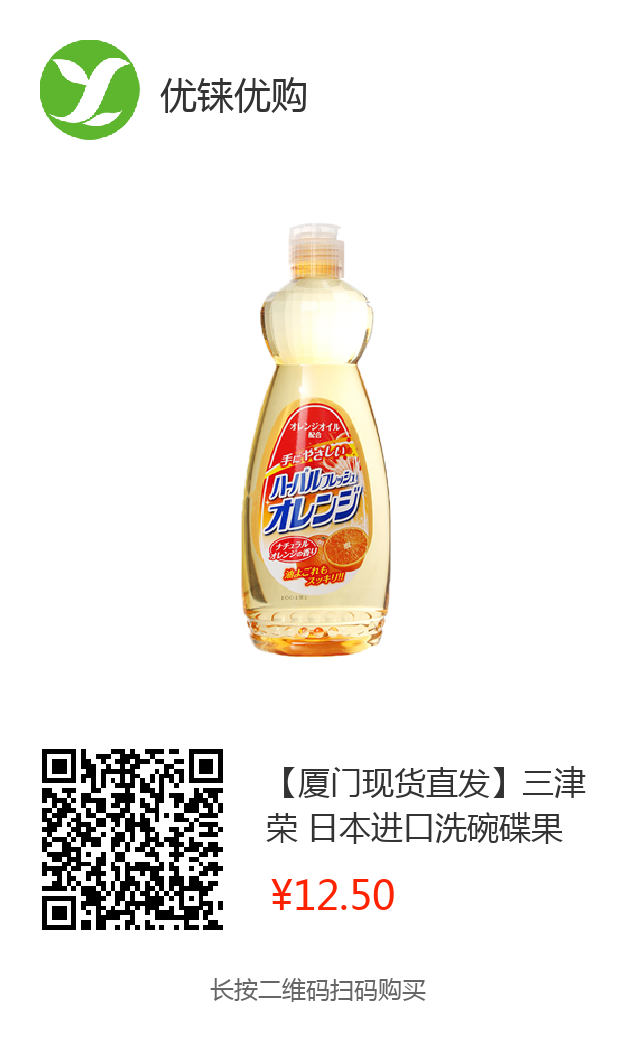 优铼优购
オレンジオイル
配合
手にやさしい
ハーバルフレッシュ
オレンジ
ナチュラル
オレンジの香り
油よごれも
スッキリ!!
【厦门现货直发】三津
荣 日本进口洗碗碟果
¥12.50
长按二维码扫码购买